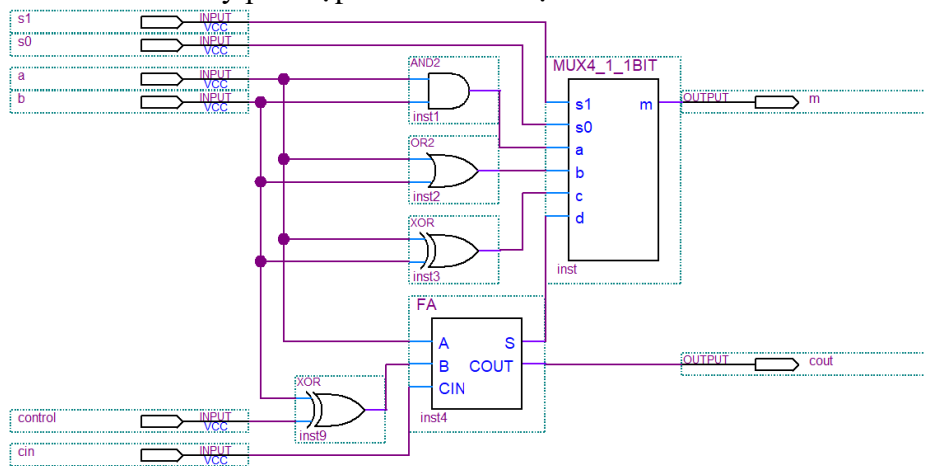 s1 INPUT VCC
s0 INPUT VCC
a INPUT VCC
b INPUT VCC
AND2
inst1
OR2
inst2
XOR
inst3
MUX4_1_1BIT
s1 m
s0
a
b
c
d
inst
OUTPUT m
FA
A S
B COUT
CIN
inst4
OUTPUT cout
XOR
inst9
control INPUT VCC
cin INPUT VCC